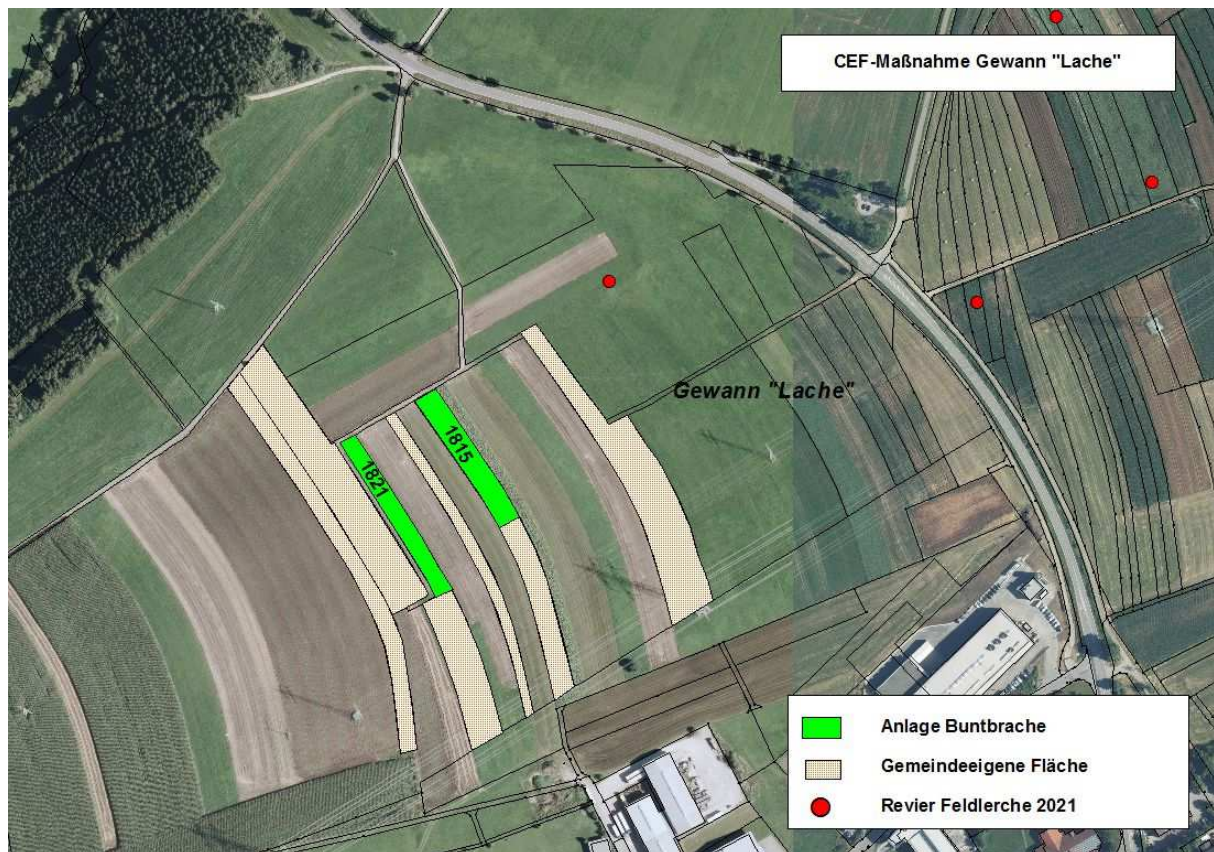 CEF-Maßnahme Gewann "Lache"
Gewann "Lache"
1815
1821
Anlage Buntbrache
Gemeindeeigene Fläche
Revier Feldlerche 2021